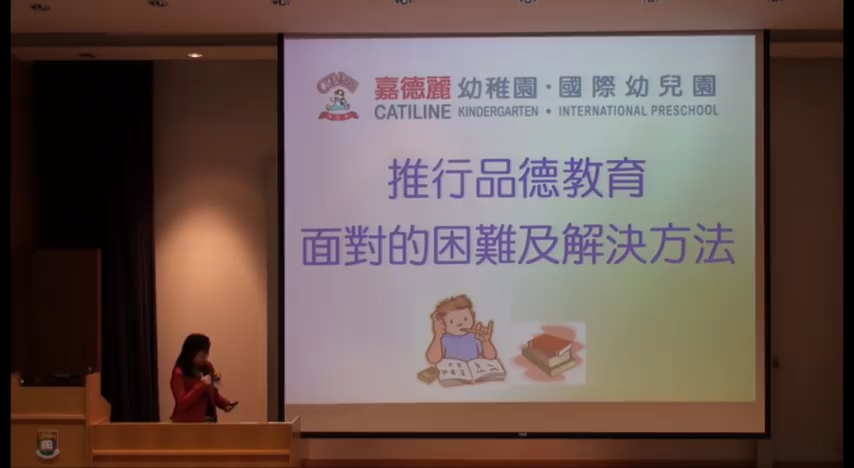 嘉德麗 幼稚園·國際幼兒園
CATILINE KINDERGARTEN • INTERNATIONAL PRESCHOOL
推行品德教育
面對的困難及解決方法